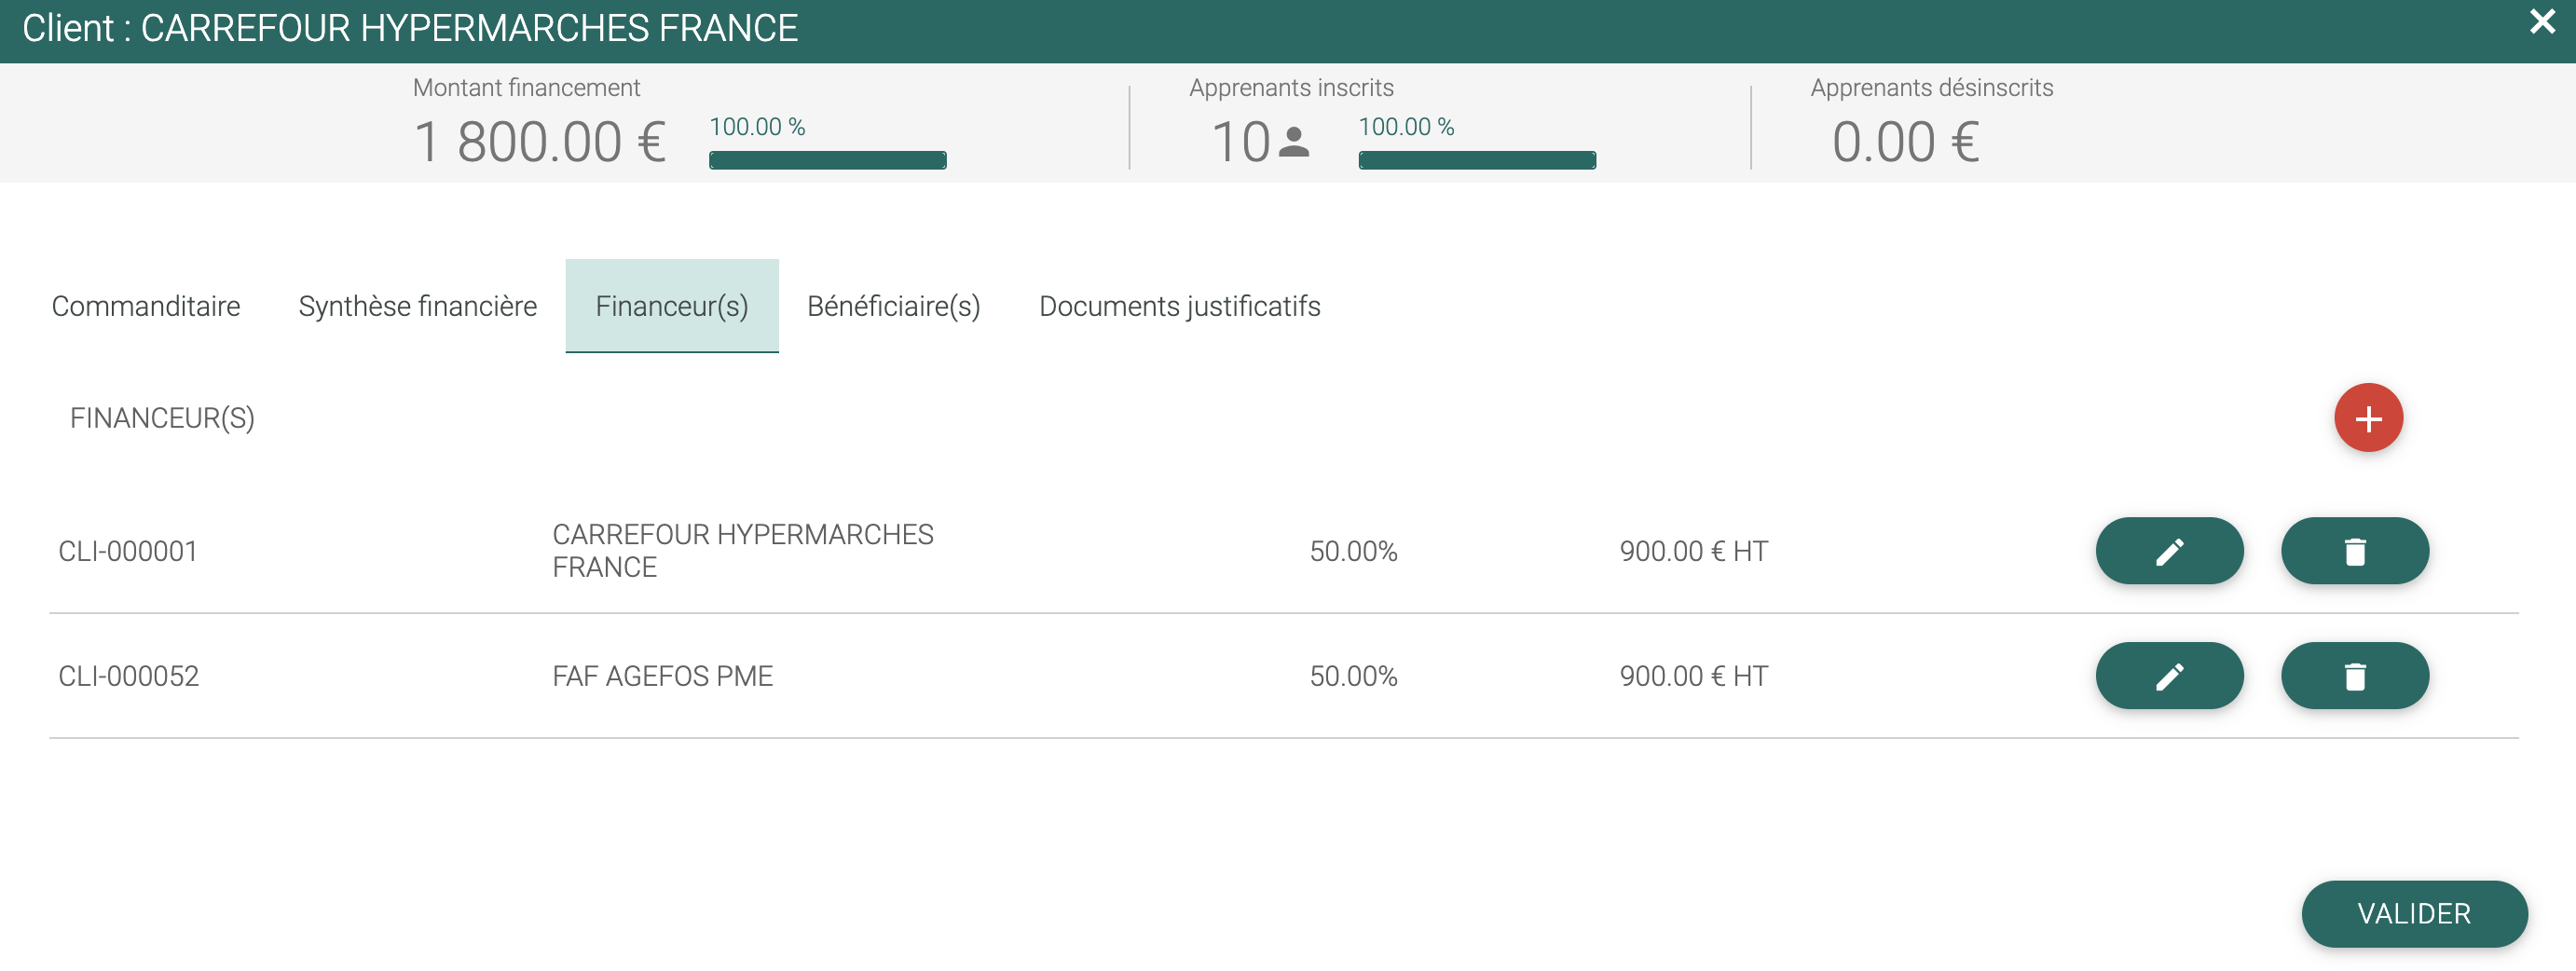 Client : CARREFOUR HYPERMARCHES FRANCE
Montant financement
1 800.00 €
100.00 %
Apprenants inscrits
10
100.00 %
Apprenants désinscrits
0.00 €
Commanditaire
Synthèse financière
Financeur(s)
Bénéficiaire(s)
Documents justificatifs
FINANCEUR(S)
CLI-000001
CARREFOUR HYPERMARCHES
FRANCE
50.00%
900.00 € HT
CLI-000052
FAF AGEFOS PME
50.00%
900.00 € HT
VALIDER